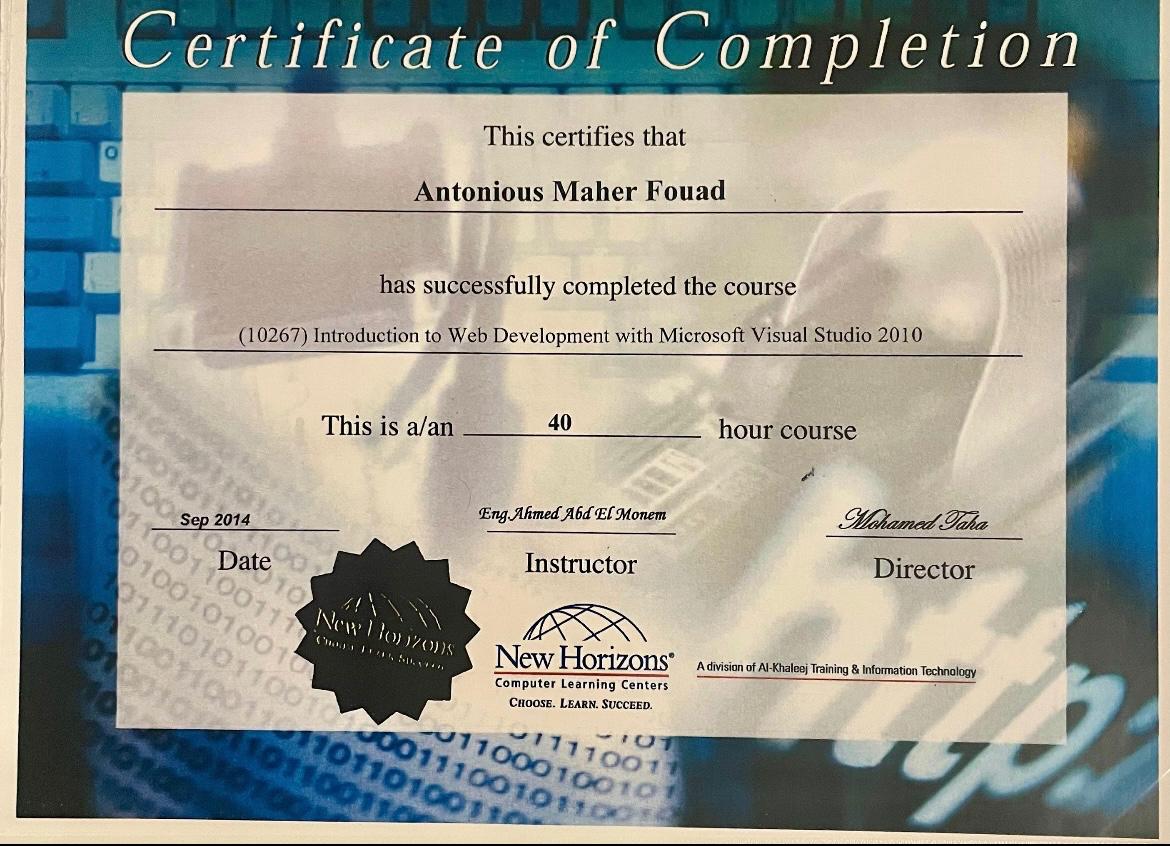 Certificate of Completion
This certifies that
Antonious Maher Fouad
has successfully completed the course
(10267) Introduction to Web Development with Microsoft Visual Studio 2010
This is a/an 40 hour course
Sep 2014
Eng.Ahmed Abd El Monem
Mohamed Taha
Date
Instructor
Director
New Horizons
CHOOSE. LEARN. SUCCEED.
New Horizons®
Computer Learning Centers
CHOOSE. LEARN. SUCCEED.
A division of Al-Khaleej Training & Information Technology
http: